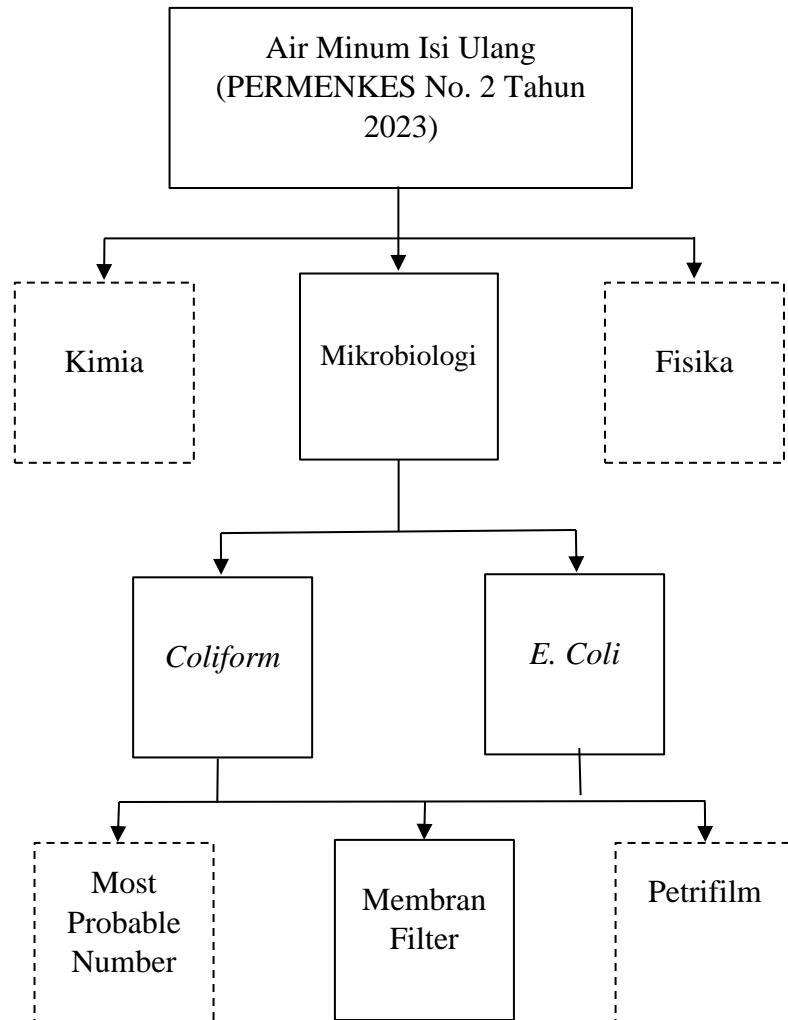 Air Minum Isi Ulang
(PERMENKES No. 2 Tahun
2023)
Kimia
Mikrobiologi
Fisika
Coliform
E. Coli
Most
Probable
Number
Membran
Filter
Petrifilm